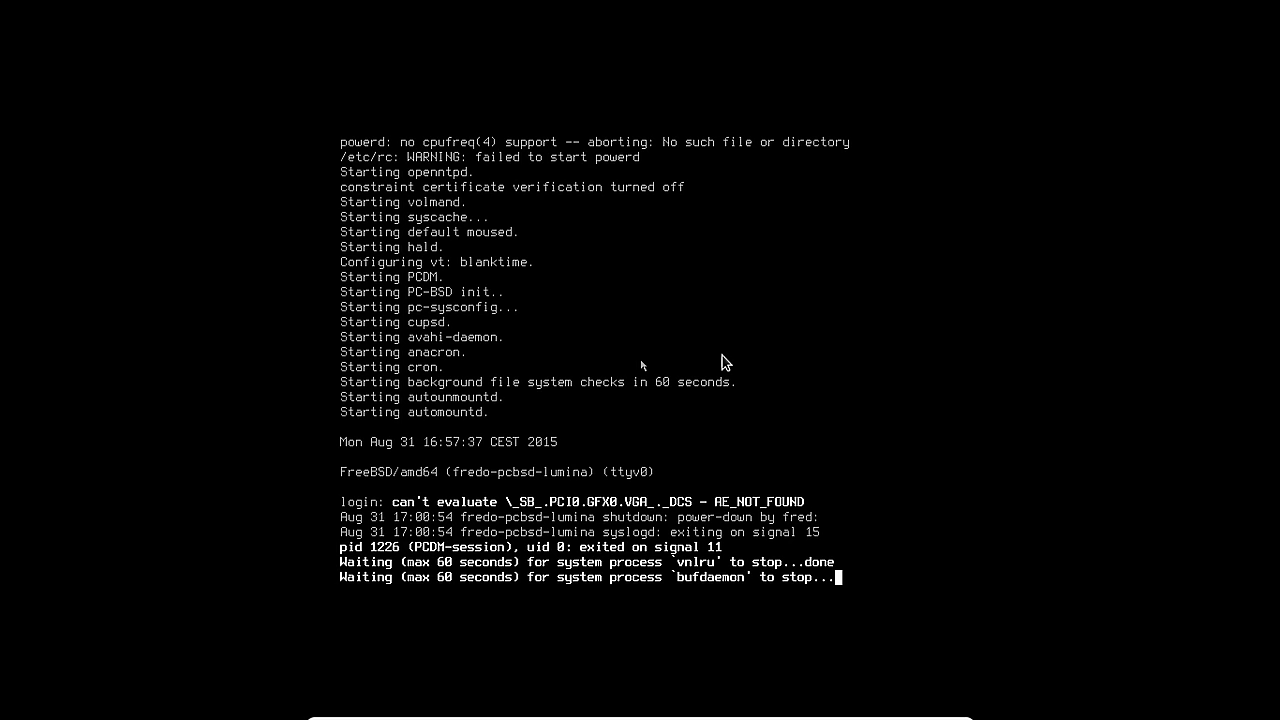 powerd: no cpufreq(4) support -- aborting: No such file or directory
/etc/rc: WARNING: failed to start powerd
Starting openntpd.
constraint certificate verification turned off
Starting volmand.
Starting syscache...
Starting default moused.
Starting hald.
Configuring vt: blanktime.
Starting PCDM.
Starting PC-BSD init..
Starting pc-sysconfig...
Starting cupsd.
Starting avahi-daemon.
Starting anacron.
Starting cron.
Starting background file system checks in 60 seconds.
Starting autounmountd.
Starting automountd.
Mon Aug 31 16:57:37 CEST 2015
FreeBSD/amd64 (fredo-pcbsd-lumina) (ttyv0)
login: can't evaluate \_SB_.PCI0.GFX0.VGA_._DCS - AE_NOT_FOUND
Aug 31 17:00:54 fredo-pcbsd-lumina shutdown: power-down by fred:
Aug 31 17:00:54 fredo-pcbsd-lumina syslogd: exiting on signal 15
pid 1226 (PCDM-session), uid 0: exited on signal 11
Waiting (max 60 seconds) for system process `vnlru' to stop...done
Waiting (max 60 seconds) for system process `bufdaemon' to stop...